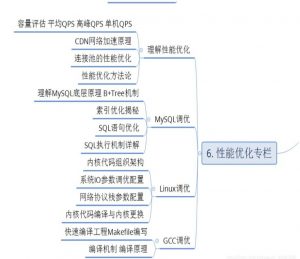 容量评估 平均QPS 高峰QPS 单机QPS
CDN网络加速原理
连接池的性能优化
性能优化方法论
理解性能优化
理解MySQL底层原理 B+Tree机制
索引优化揭秘
SQL语句优化
SQL执行机制详解
MySQL调优
内核代码组织架构
系统IO参数调优配置
网络协议栈参数配置
内核代码编译与内核更换
Linux调优
快速编译工程Makefile编写
编译机制 编译原理
GCC调优
6. 性能优化专栏